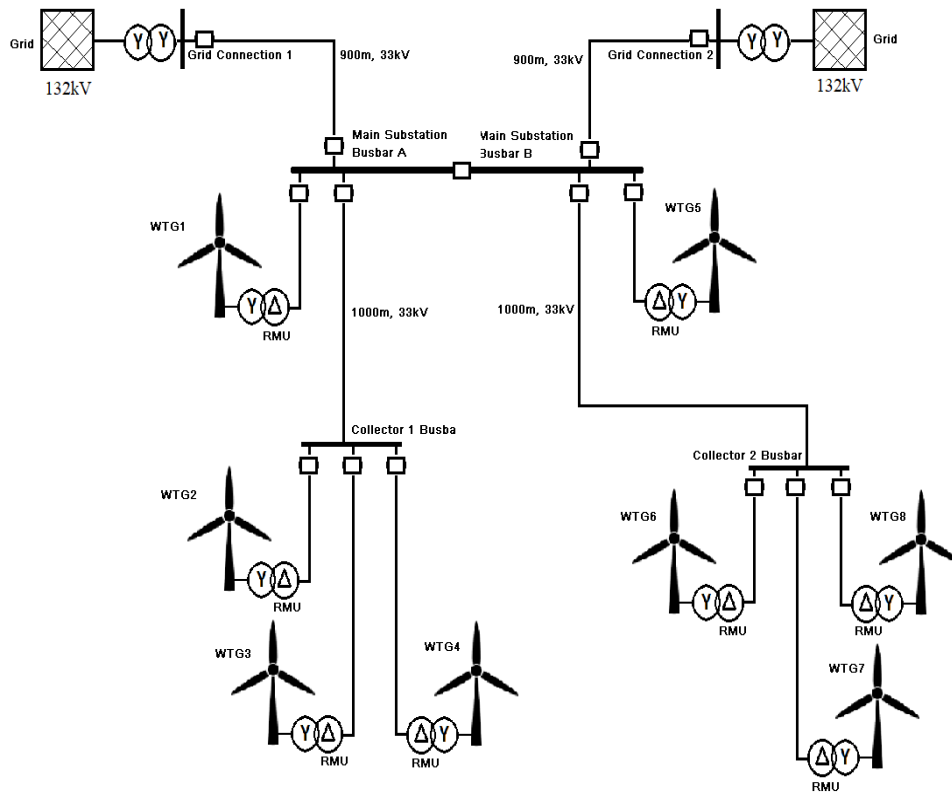 Grid
Y Y
Grid Connection 1
132kV
900m, 33kV
Grid Connection 2
Y Y
Grid
132kV
900m, 33kV
Main Substation
Busbar A
Main Substation
Busbar B
WTG1
Y Δ
RMU
WTG5
Δ Y
RMU
1000m, 33kV
1000m, 33kV
Collector 1 Busba
Collector 2 Busbar
WTG2
Y Δ
RMU
WTG3
Y Δ
RMU
WTG4
Δ Y
RMU
WTG6
Y Δ
RMU
WTG8
Δ Y
RMU
WTG7
Δ Y
RMU